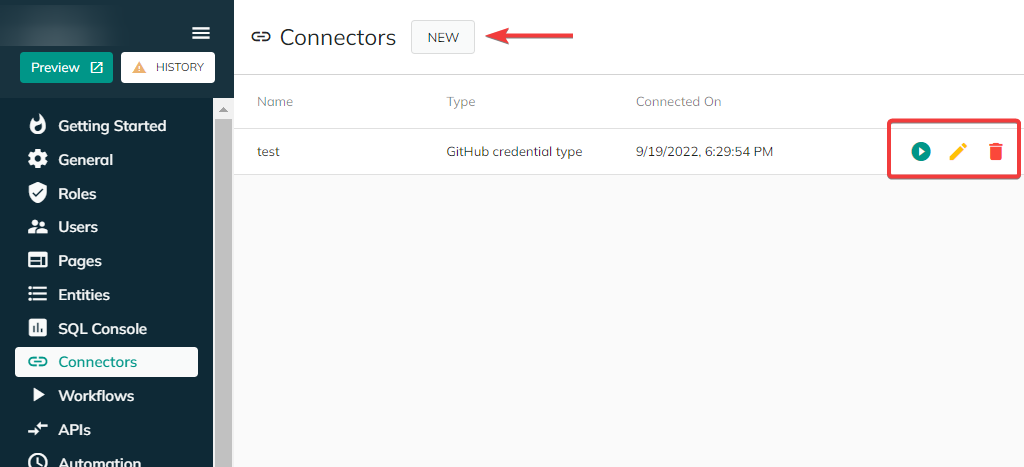 Connectors NEW
Preview HISTORY
Name Type Connected On
test GitHub credential type 9/19/2022, 6:29:54 PM
Getting Started
General
Roles
Users
Pages
Entities
SQL Console
Connectors
Workflows
APIs
Automation